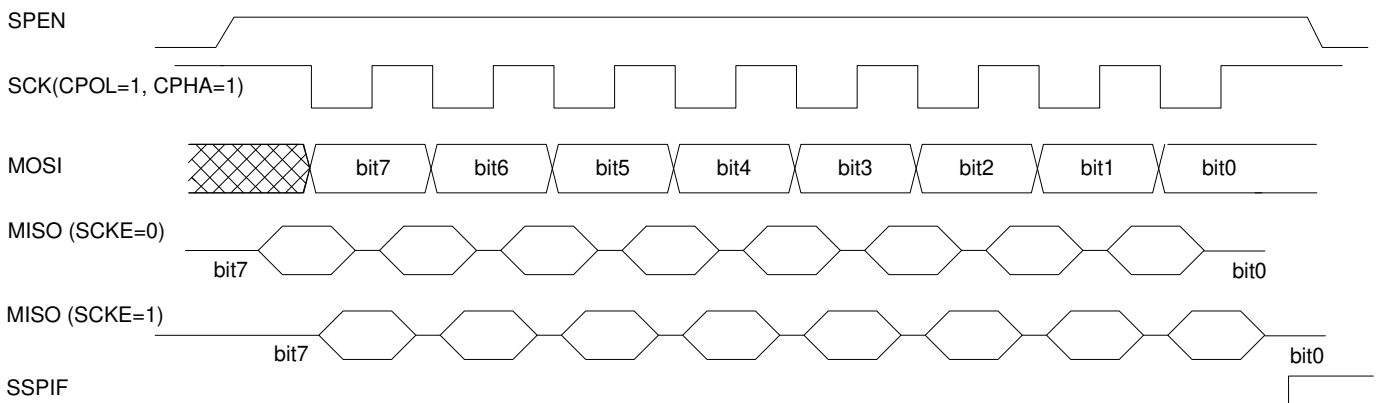 SPEN
SCK(CPOL=1, CPHA=1)
MOSI
bit7 bit6 bit5 bit4 bit3 bit2 bit1 bit0
MISO (SCKE=0)
bit7 bit0
MISO (SCKE=1)
bit7 bit0
SSPIF